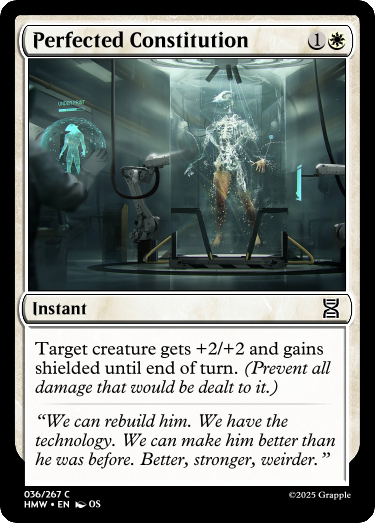 Perfected Constitution
1
Instant
Target creature gets +2/+2 and gains
shielded until end of turn. (Prevent all
damage that would be dealt to it.)
“We can rebuild him. We have the
technology. We can make him better than
he was before. Better, stronger, weirder.”
036/267 C
HMW • EN OS
©2025 Grapple